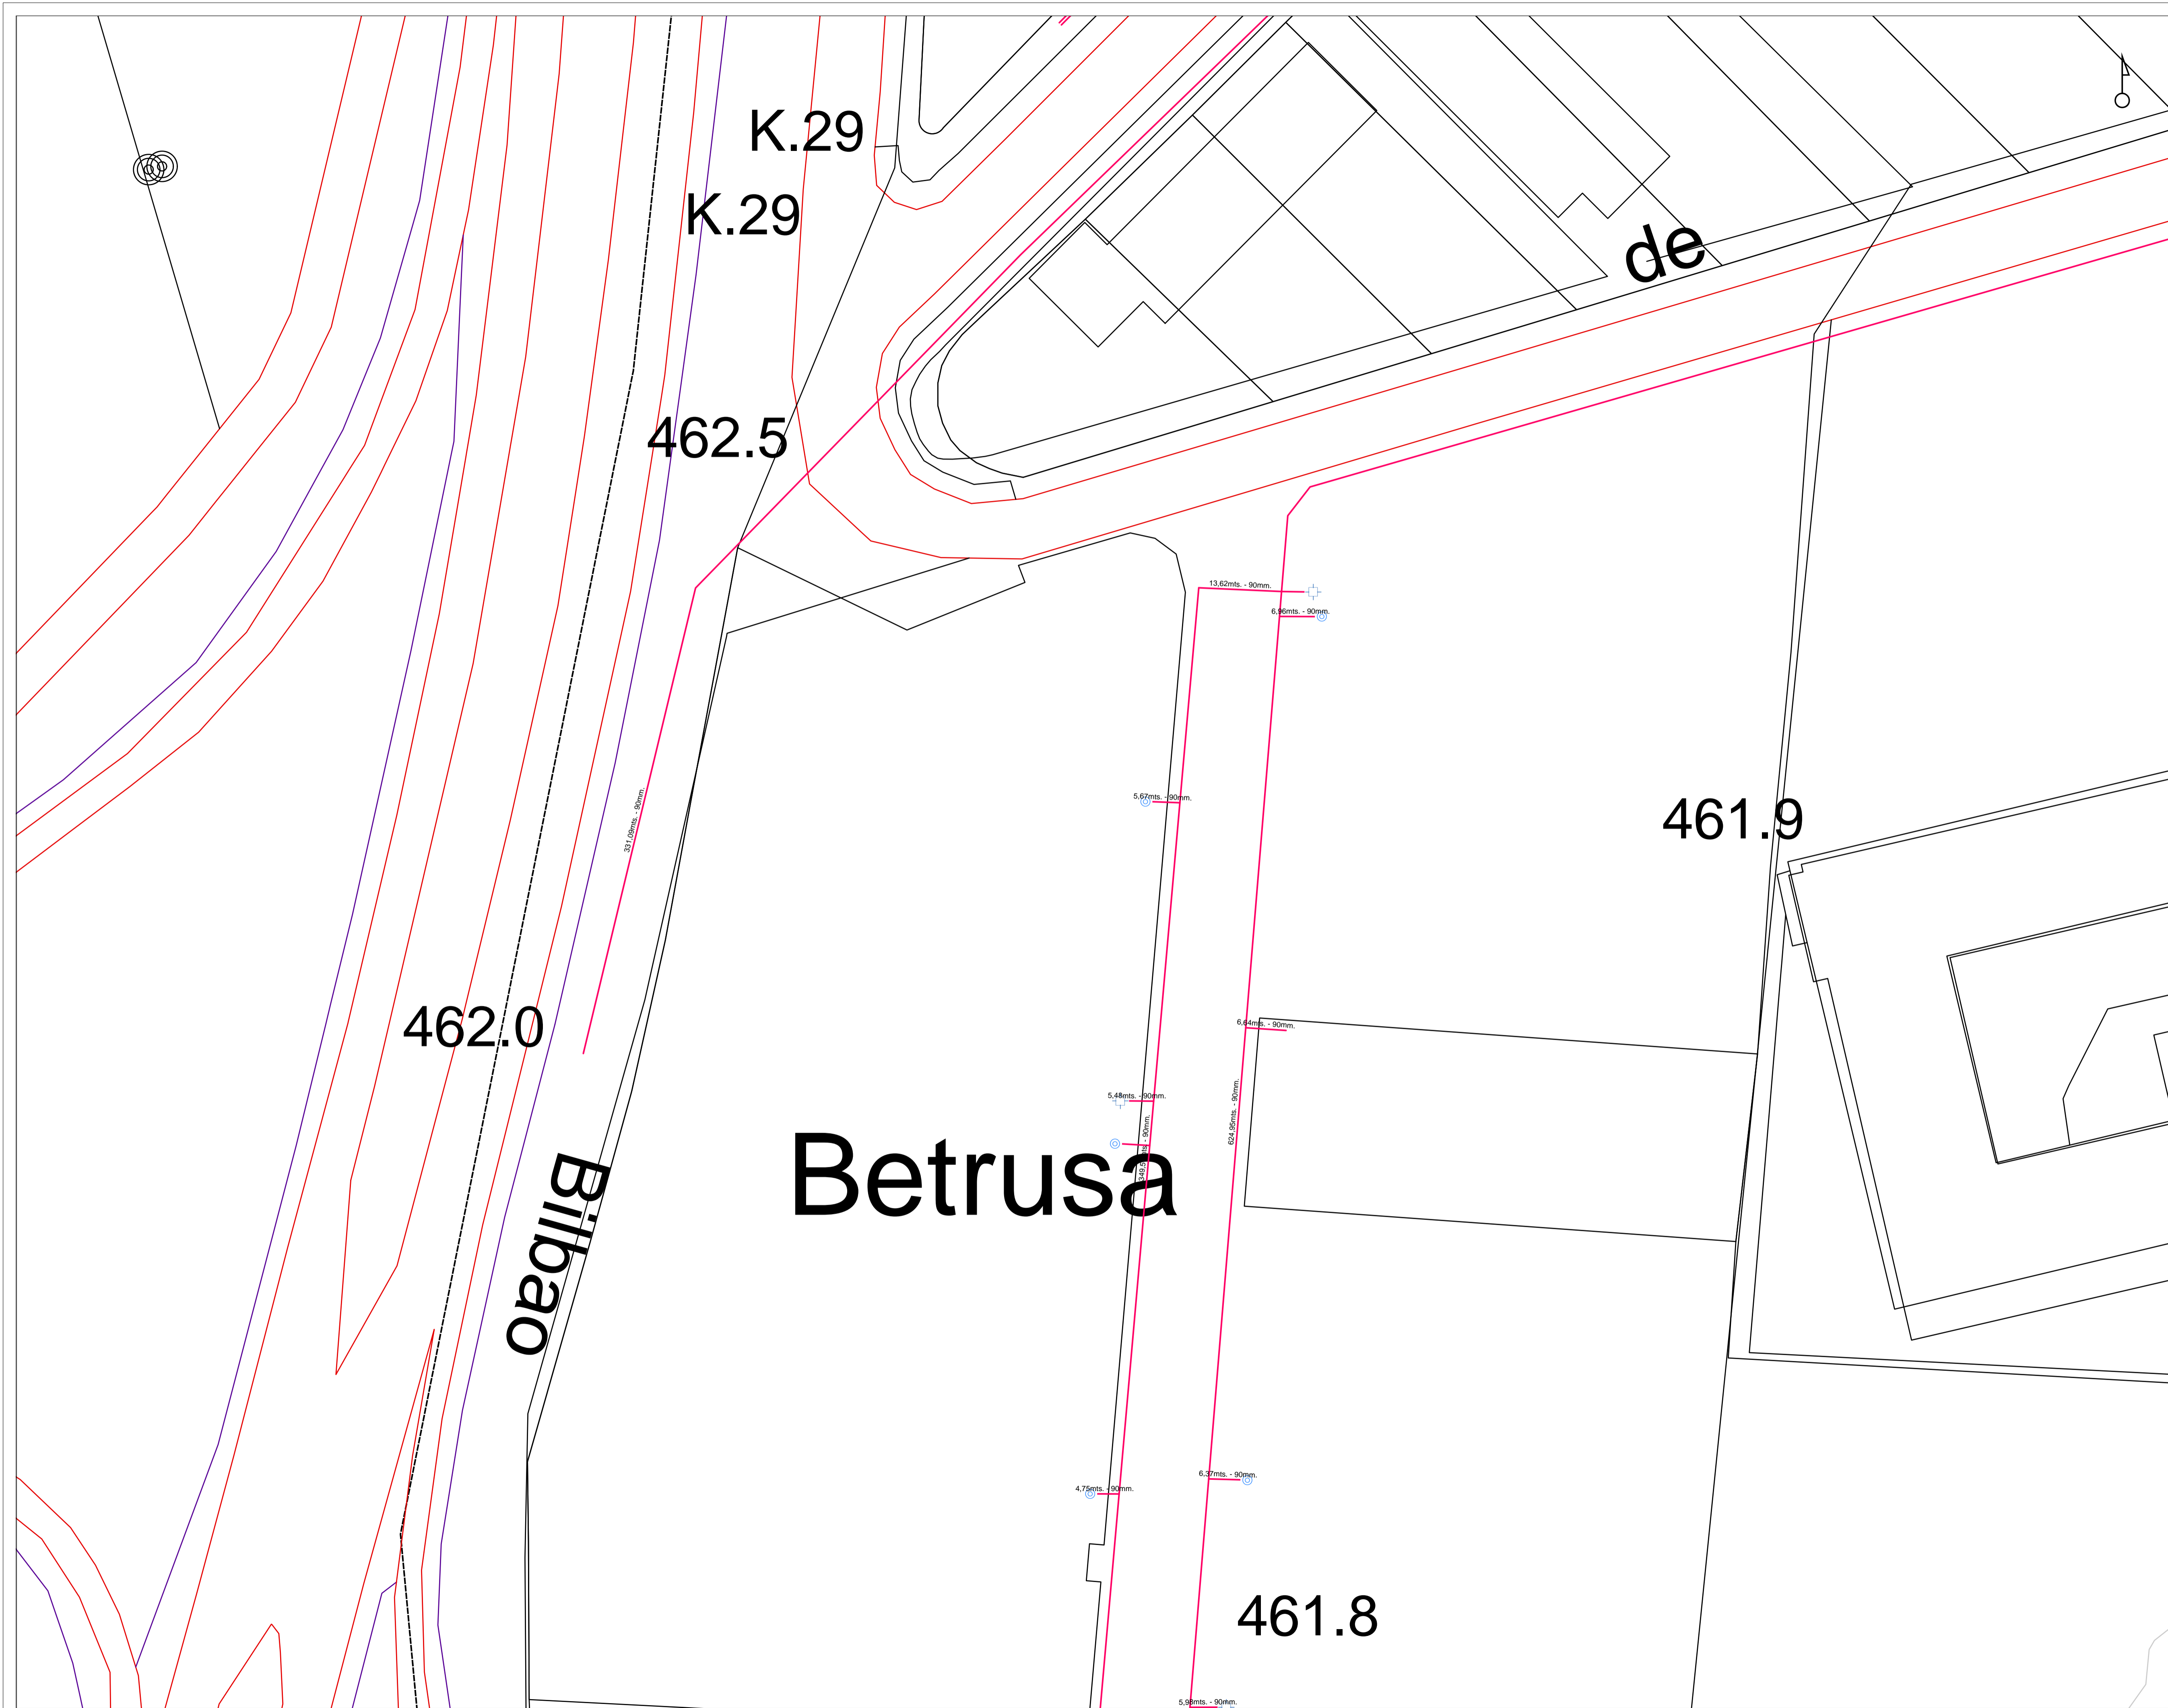 K.29
K.29
de
462.5
13,62mts. - 90mm.
6,96mts. - 90mm.
5,67mts. - 90mm.
331,09mts. - 90mm.
461.9
462.0
6,64mts. - 90mm.
5,48mts. - 90mm.
624,95mts. - 90mm.
Betrusa
Bilbao
6,37mts. - 90mm.
4,75mts. - 90mm.
461.8
5,98mts. - 90mm.